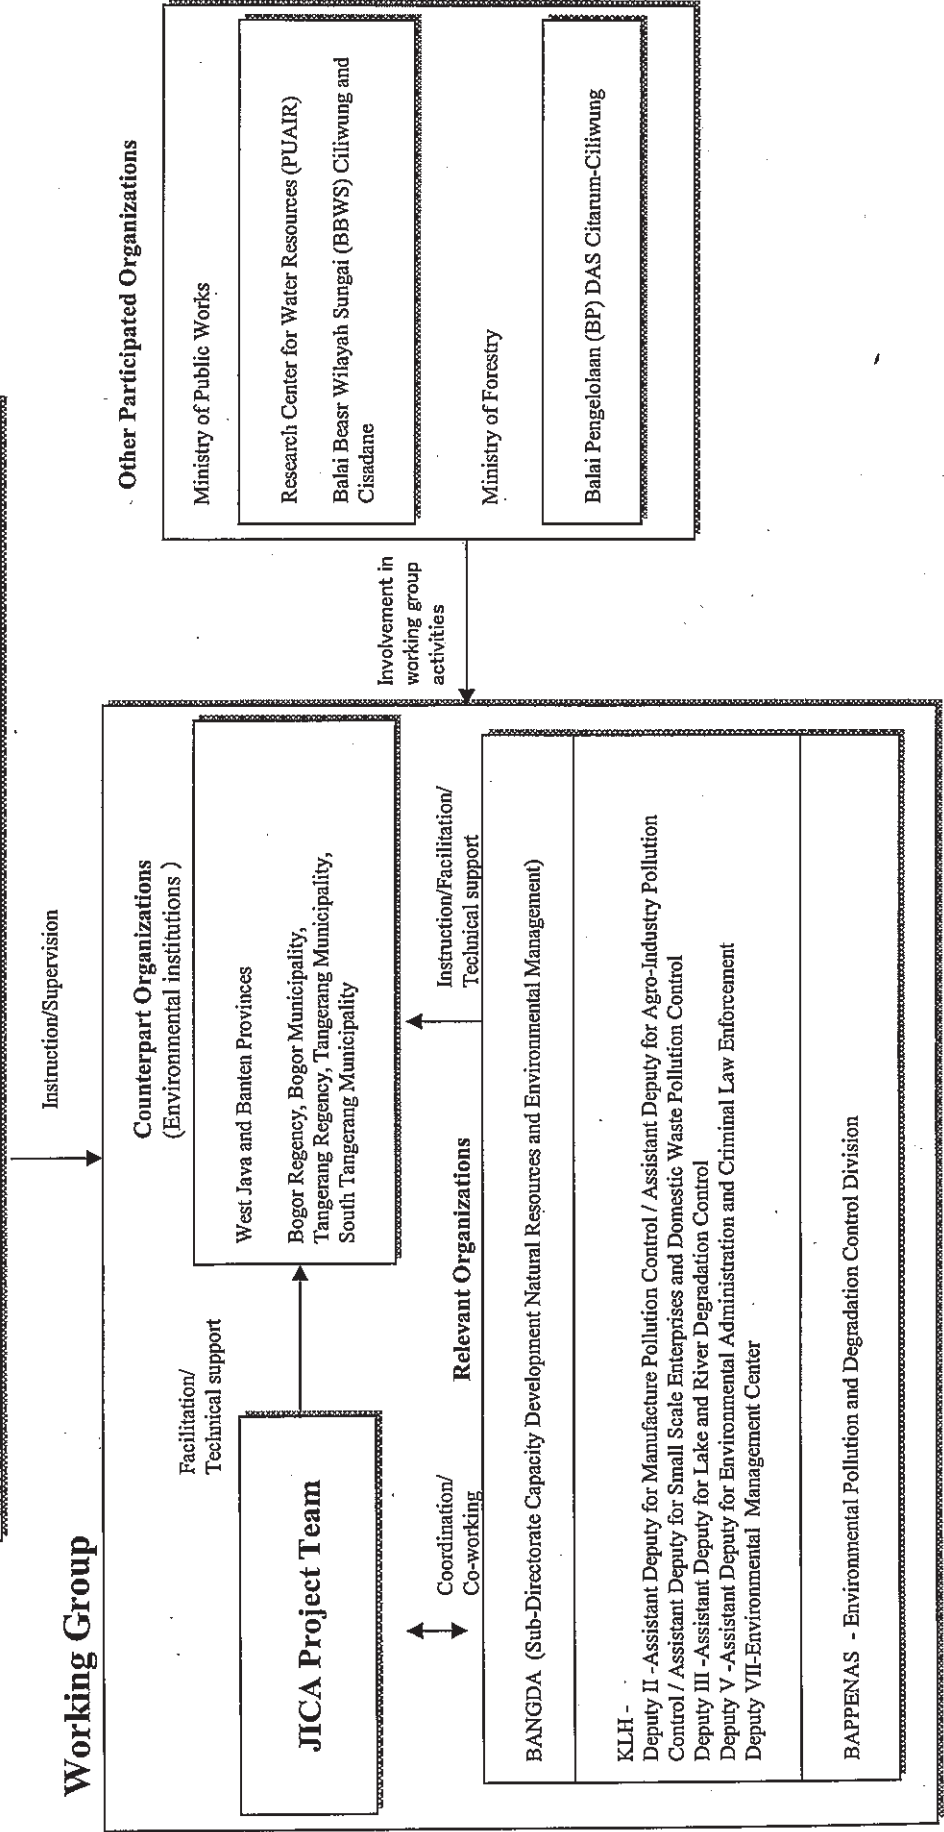 Instruction/Supervision
Working Group
Counterpart Organizations
(Environmental institutions )
Facilitation/
Technical support
JICA Project Team
West Java and Banten Provinces
Bogor Regency, Bogor Municipality,
Tangerang Regency, Tangerang Municipality,
South Tangerang Municipality
Coordination/
Co-working
Relevant Organizations
Instruction/Facilitation/
Technical support
BANGDA (Sub-Directorate Capacity Development Natural Resources and Environmental Management)
KLH -
Deputy II -Assistant Deputy for Manufacture Pollution Control / Assistant Deputy for Agro-Industry Pollution
Control / Assistant Deputy for Small Scale Enterprises and Domestic Waste Pollution Control
Deputy III -Assistant Deputy for Lake and River Degradation Control
Deputy V -Assistant Deputy for Environmental Administration and Criminal Law Enforcement
Deputy VII-Environmental Management Center
BAPPENAS - Environmental Pollution and Degradation Control Division
Involvement in
working group
activities
Other Participated Organizations
Ministry of Public Works
Research Center for Water Resources (PUAIR)
Balai Beasr Wilayah Sungai (BBWS) Ciliwung and
Cisadane
Ministry of Forestry
Balai Pengelolaan (BP) DAS Citarum-Ciliwung